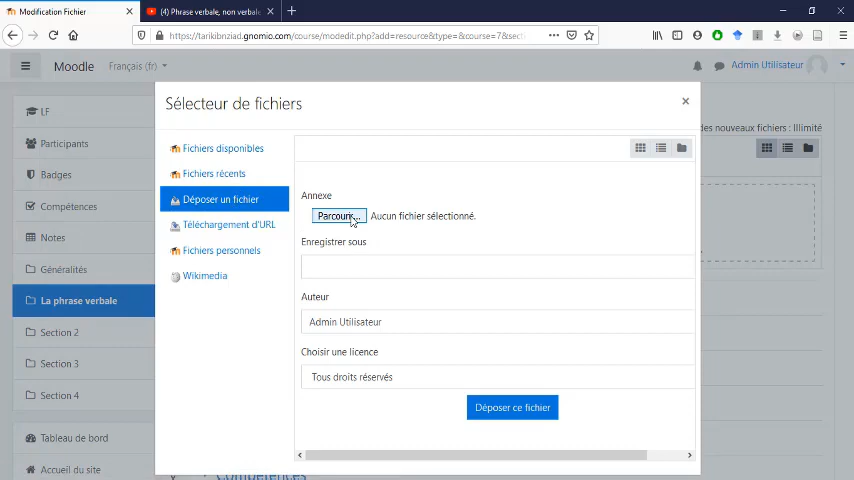 Modification Fichier
(4) Phrase verbale, non verbale
https://tarikibnziad.gnomio.com/course/modedit.php?add=resource&type=&course=7&secti
Moodle
Français (fr)
Admin Utilisateur
Sélecteur de fichiers
LF
Participants
Badges
Compétences
Notes
Généralités
La phrase verbale
Section 2
Section 3
Section 4
Tableau de bord
Accueil du site
Fichiers disponibles
Fichiers récents
Déposer un fichier
Téléchargement d'URL
Fichiers personnels
Wikimedia
des nouveaux fichiers : Illimité
Annexe
Parcourir... Aucun fichier sélectionné.
Enregistrer sous
Auteur
Admin Utilisateur
Choisir une licence
Tous droits réservés
Déposer ce fichier
Compétences